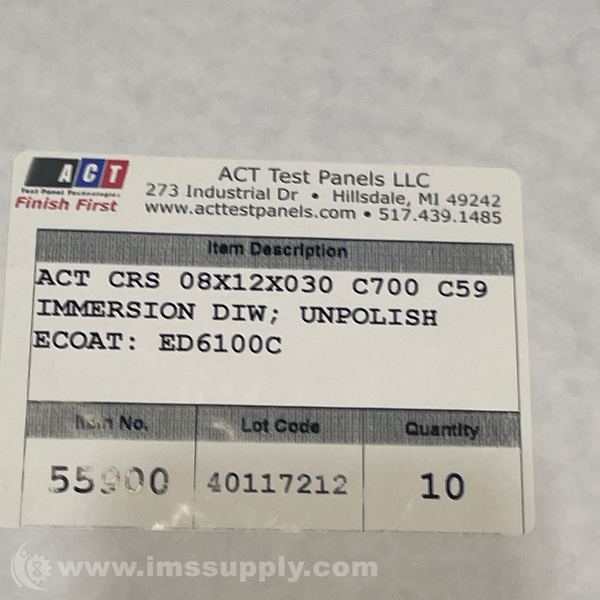 ACT
Test Panel Technologies
Finish First
ACT Test Panels LLC
273 Industrial Dr • Hillsdale, MI 49242
www.acttestpanels.com • 517.439.1485
Item Description
ACT CRS 08X12X030 C700 C59
IMMERSION DIW; UNPOLISH
ECOAT: ED6100C
Item No. Lot Code Quantity
55900 40117212 10
www.imssupply.com